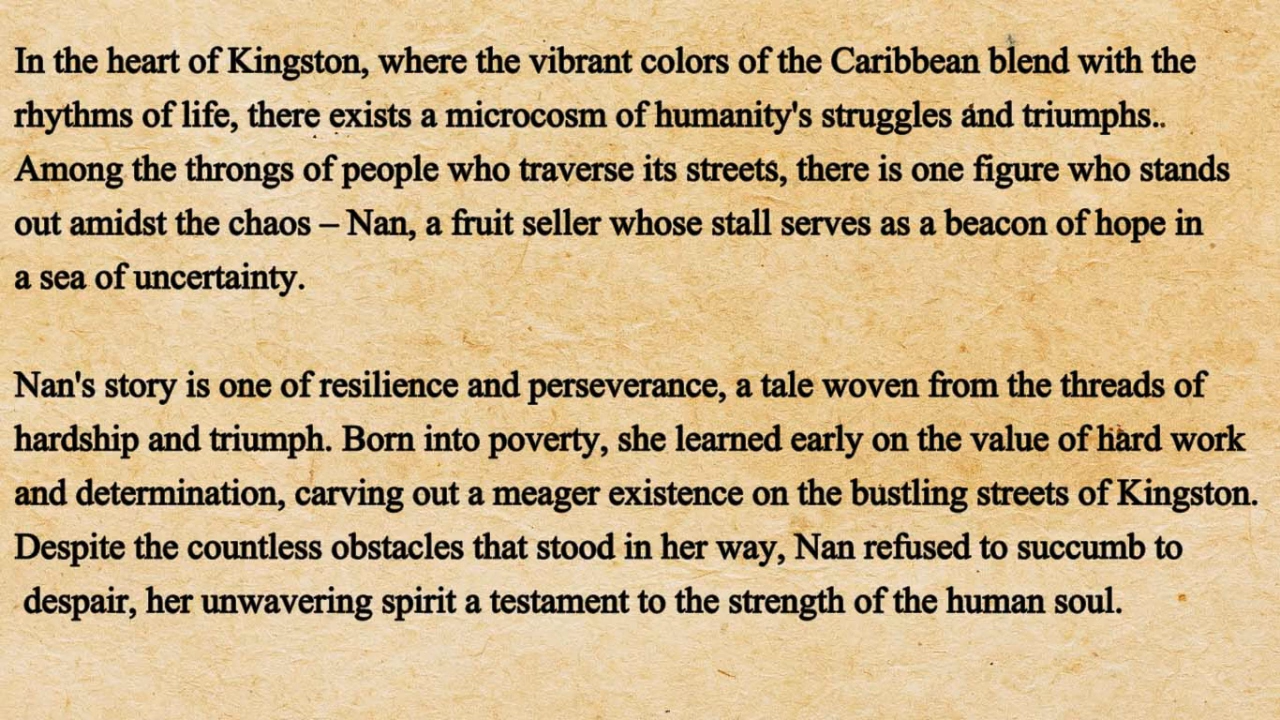 In the heart of Kingston, where the vibrant colors of the Caribbean blend with the
rhythms of life, there exists a microcosm of humanity's struggles and triumphs..
Among the throngs of people who traverse its streets, there is one figure who stands
out amidst the chaos – Nan, a fruit seller whose stall serves as a beacon of hope in
a sea of uncertainty.
Nan's story is one of resilience and perseverance, a tale woven from the threads of
hardship and triumph. Born into poverty, she learned early on the value of hard work
and determination, carving out a meager existence on the bustling streets of Kingston.
Despite the countless obstacles that stood in her way, Nan refused to succumb to
despair, her unwavering spirit a testament to the strength of the human soul.